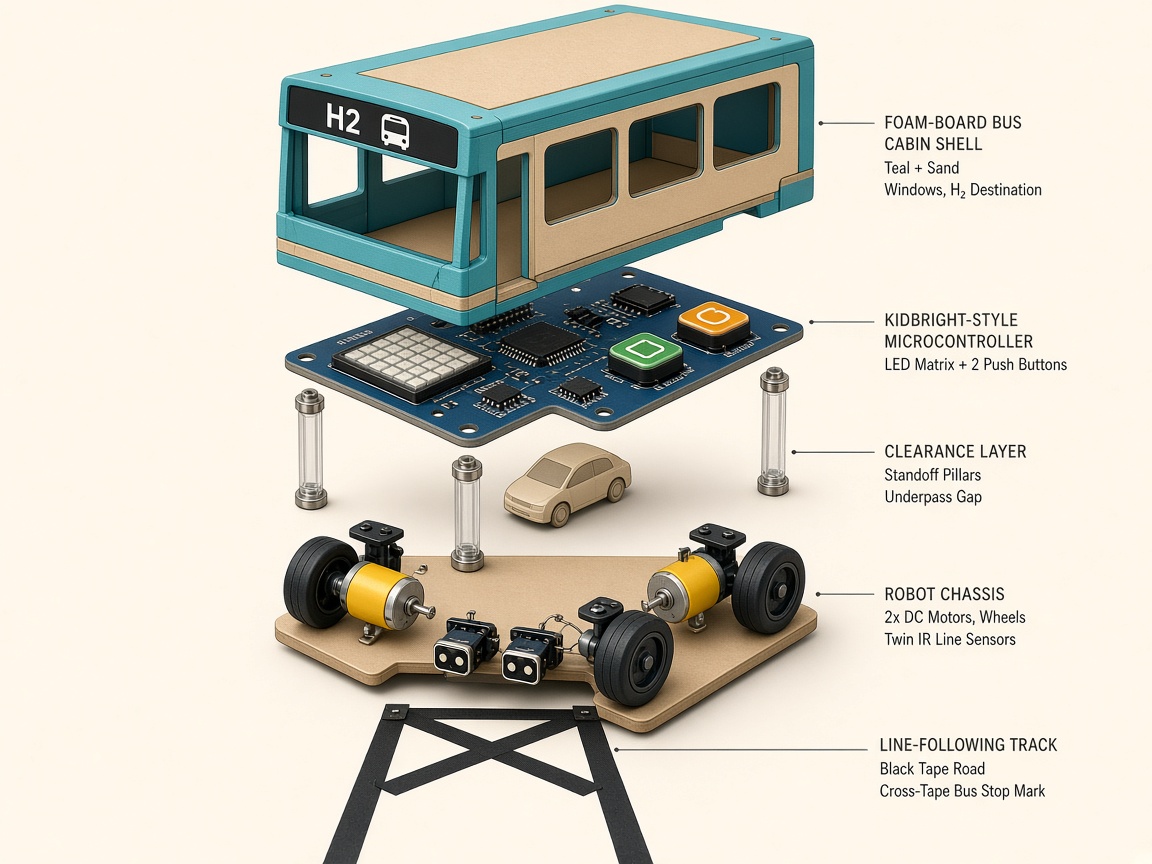 H2
FOAM-BOARD BUS
CABIN SHELL
Teal + Sand
Windows, H₂ Destination
KIDBRIGHT-STYLE
MICROCONTROLLER
LED Matrix + 2 Push Buttons
CLEARANCE LAYER
Standoff Pillars
Underpass Gap
ROBOT CHASSIS
2x DC Motors, Wheels
Twin IR Line Sensors
LINE-FOLLOWING TRACK
Black Tape Road
Cross-Tape Bus Stop Mark